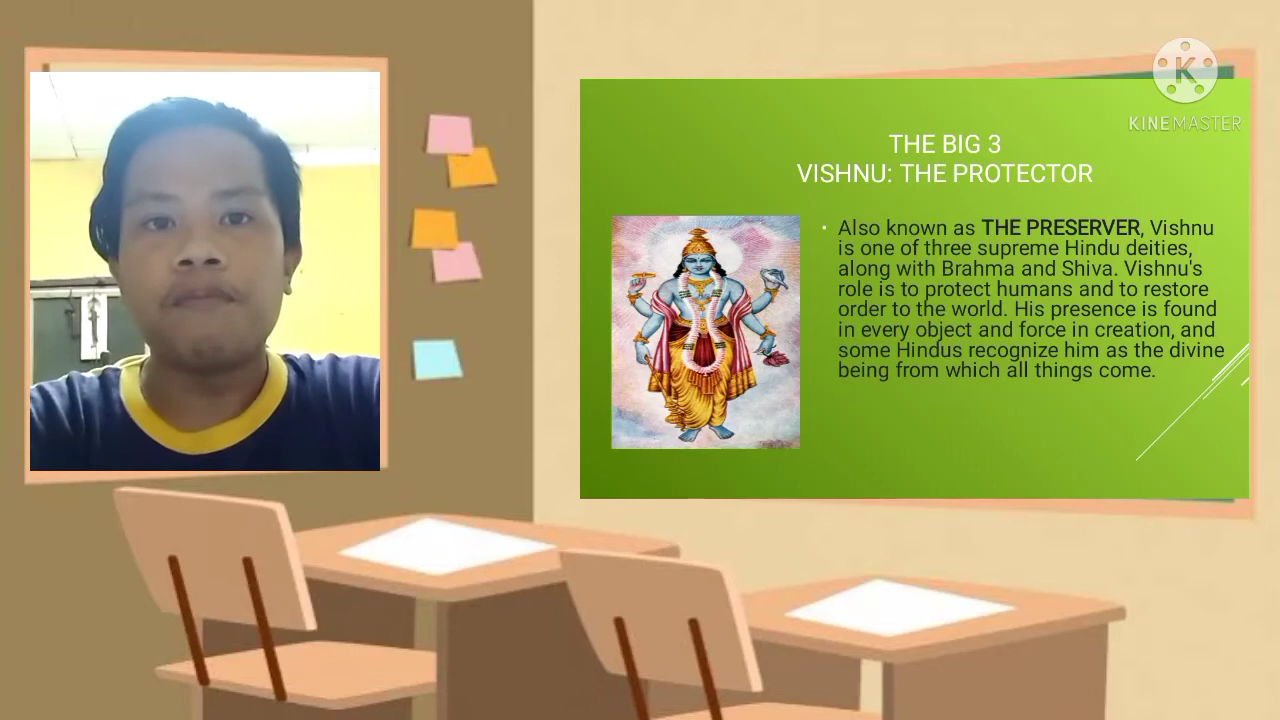 K
KINEMASTER
THE BIG 3
VISHNU: THE PROTECTOR
• Also known as THE PRESERVER, Vishnu
is one of three supreme Hindu deities,
along with Brahma and Shiva. Vishnu's
role is to protect humans and to restore
order to the world. His presence is found
in every object and force in creation, and
some Hindus recognize him as the divine
being from which all things come.